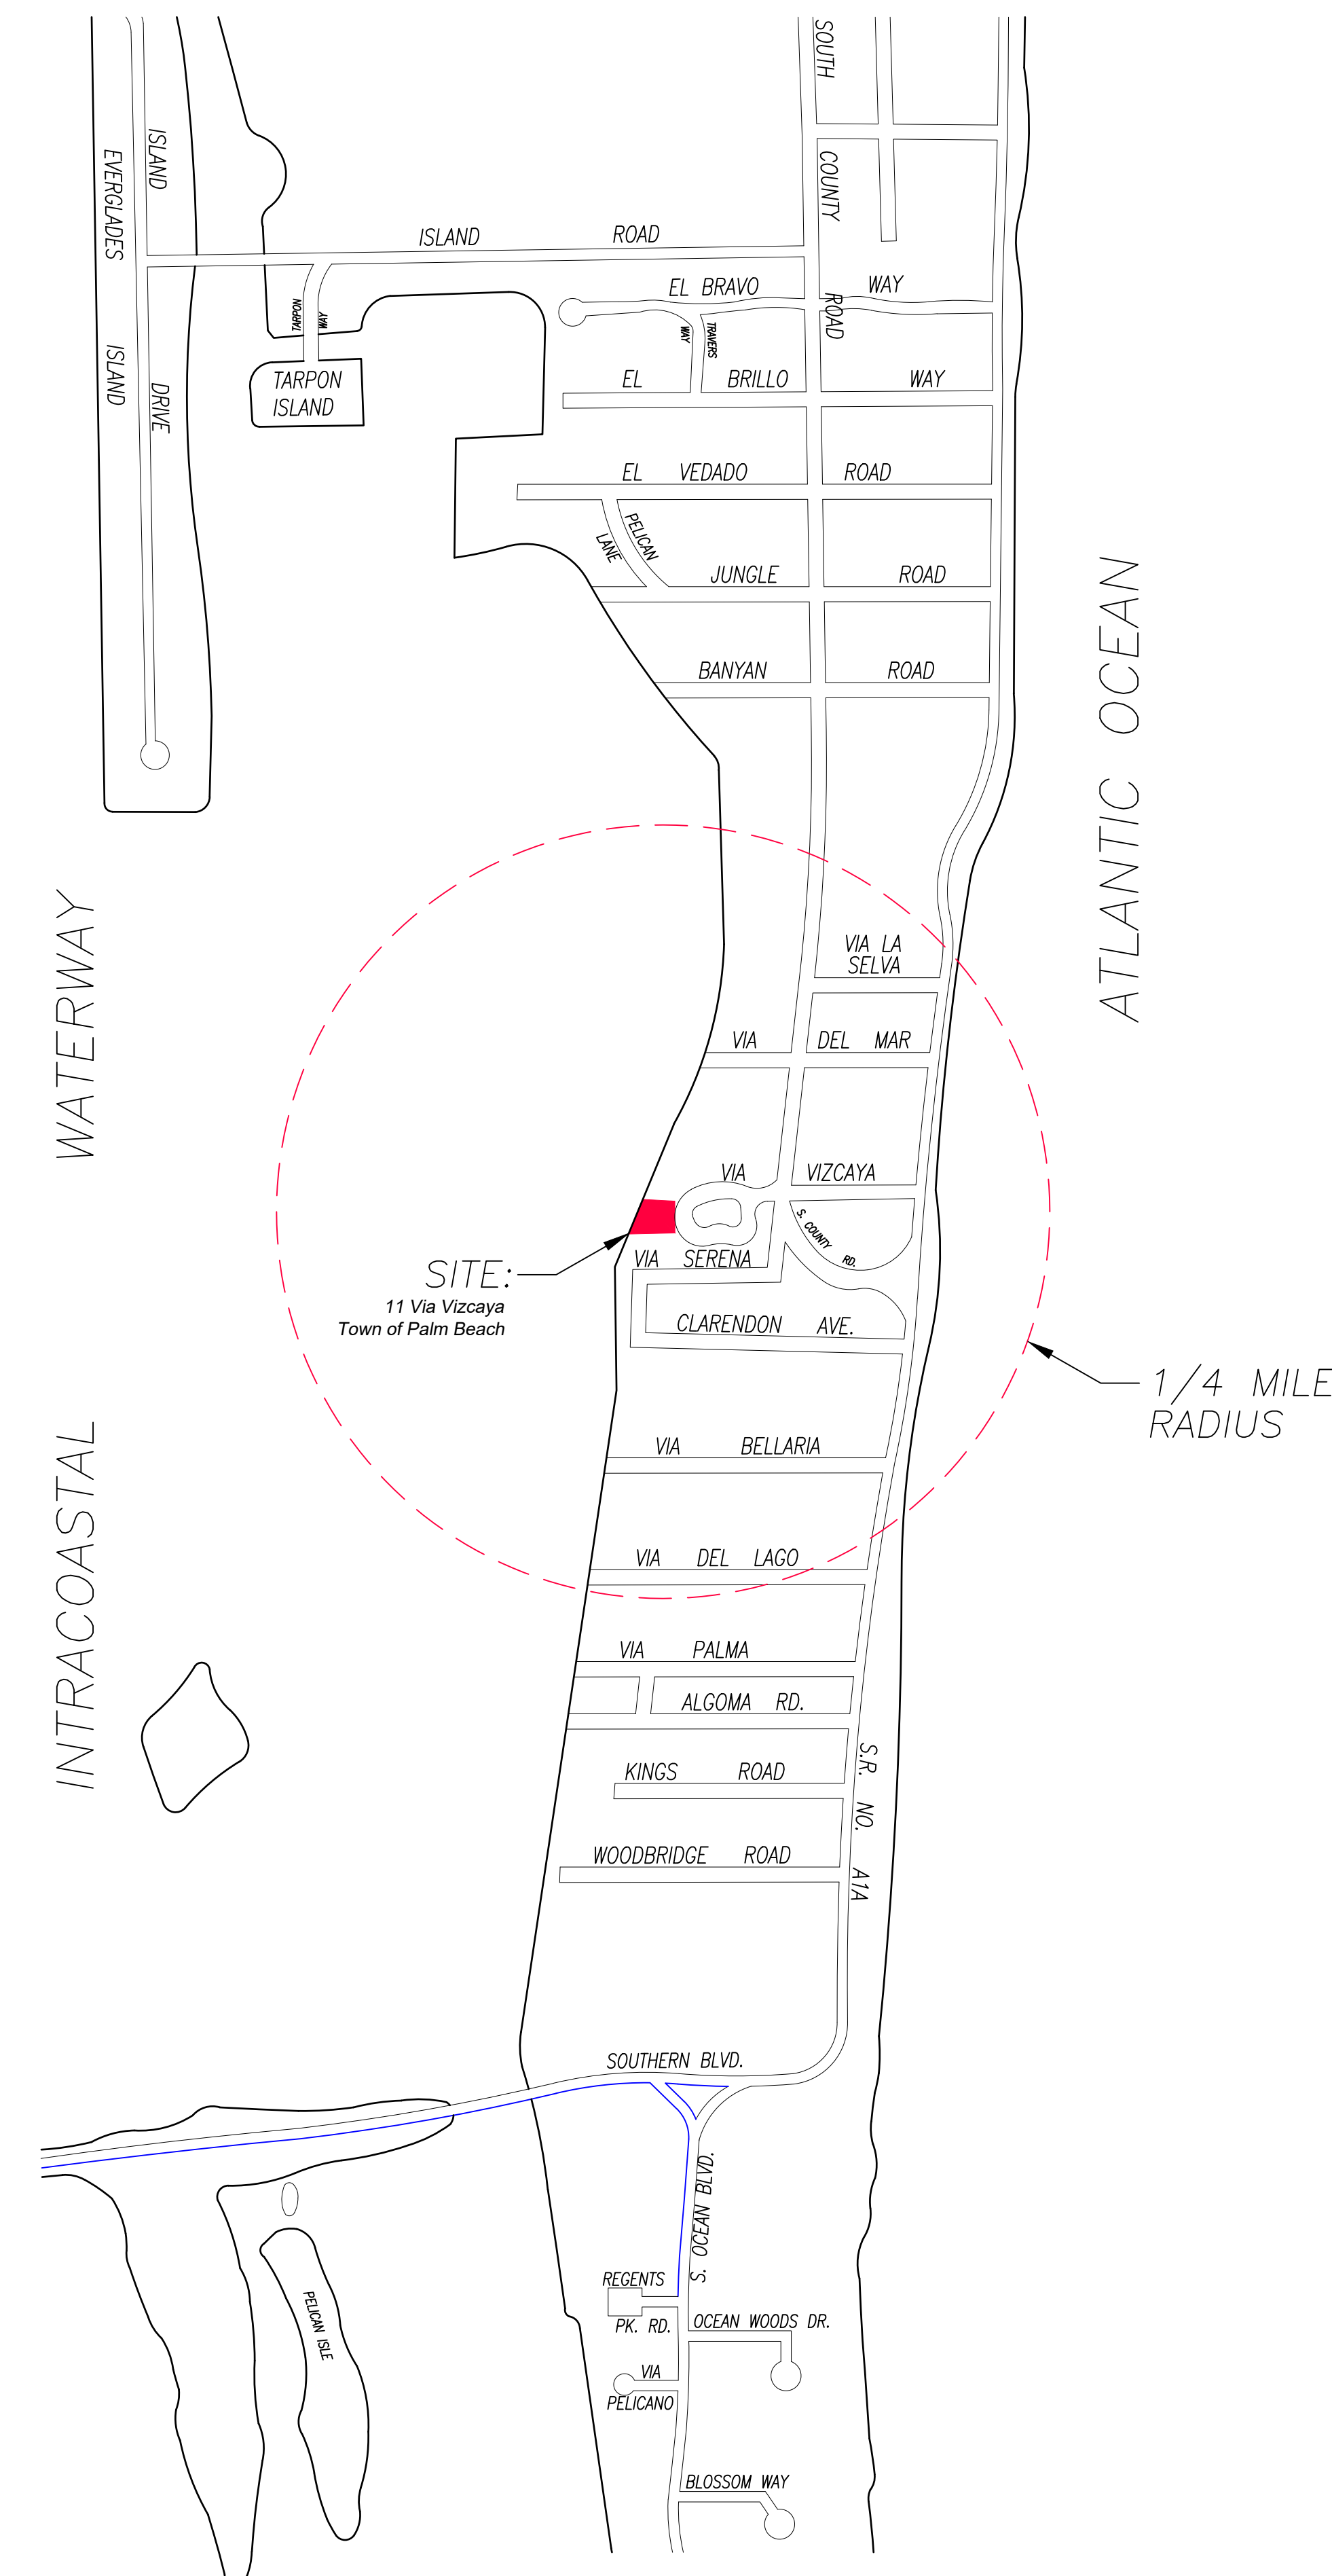 SOUTH
COUNTY
ROAD
ISLAND
DRIVE
EVERGLADES
ISLAND
ISLAND ROAD
TARPON
WAY
TARPON
ISLAND
EL BRAVO WAY
TRAVERS
WAY
EL BRILLO WAY
EL VEDADO ROAD
PELICAN
LANE
JUNGLE ROAD
BANYAN ROAD
ATLANTIC OCEAN
INTRACOASTAL WATERWAY
VIA LA
SELVA
VIA DEL MAR
VIA VIZCAYA
S. COUNTY RD.
SITE:
11 Via Vizcaya
Town of Palm Beach
VIA SERENA
CLARENDON AVE.
1/4 MILE
RADIUS
VIA BELLARIA
VIA DEL LAGO
VIA PALMA
ALGOMA RD.
KINGS ROAD
S.R. NO. A1A
WOODBRIDGE ROAD
SOUTHERN BLVD.
S. OCEAN BLVD.
REGENTS
PK. RD.
OCEAN WOODS DR.
PELICAN ISLE
VIA
PELICANO
BLOSSOM WAY